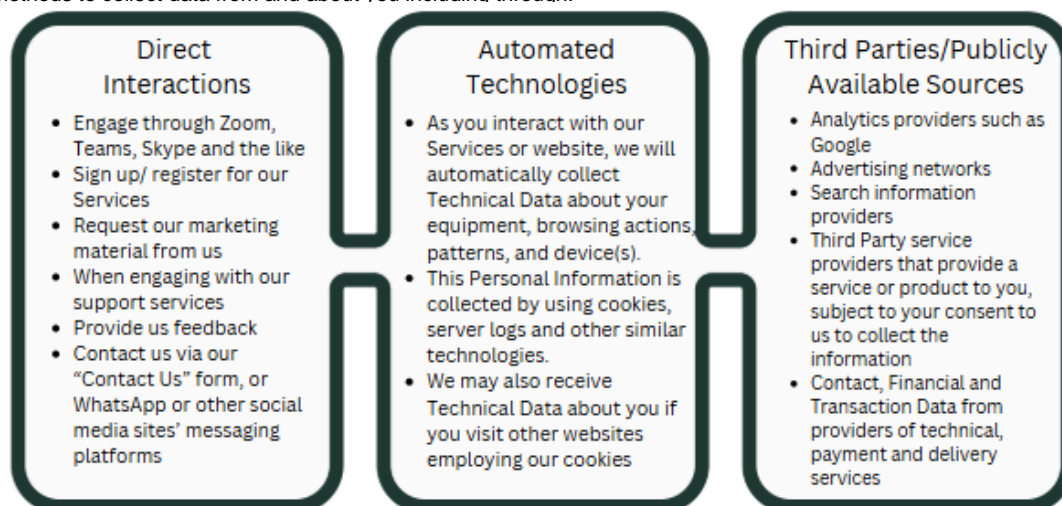 methods to collect data from and about you including through:
Direct
Interactions
• Engage through Zoom,
Teams, Skype and the like
• Sign up/ register for our
Services
• Request our marketing
material from us
• When engaging with our
support services
• Provide us feedback
• Contact us via our
“Contact Us” form, or
WhatsApp or other social
media sites’ messaging
platforms
Automated
Technologies
• As you interact with our
Services or website, we will
automatically collect
Technical Data about your
equipment, browsing actions,
patterns, and device(s).
• This Personal Information is
collected by using cookies,
server logs and other similar
technologies.
• We may also receive
Technical Data about you if
you visit other websites
employing our cookies
Third Parties/Publicly
Available Sources
• Analytics providers such as
Google
• Advertising networks
• Search information
providers
• Third Party service
providers that provide a
service or product to you,
subject to your consent to
us to collect the
information
• Contact, Financial and
Transaction Data from
providers of technical,
payment and delivery
services